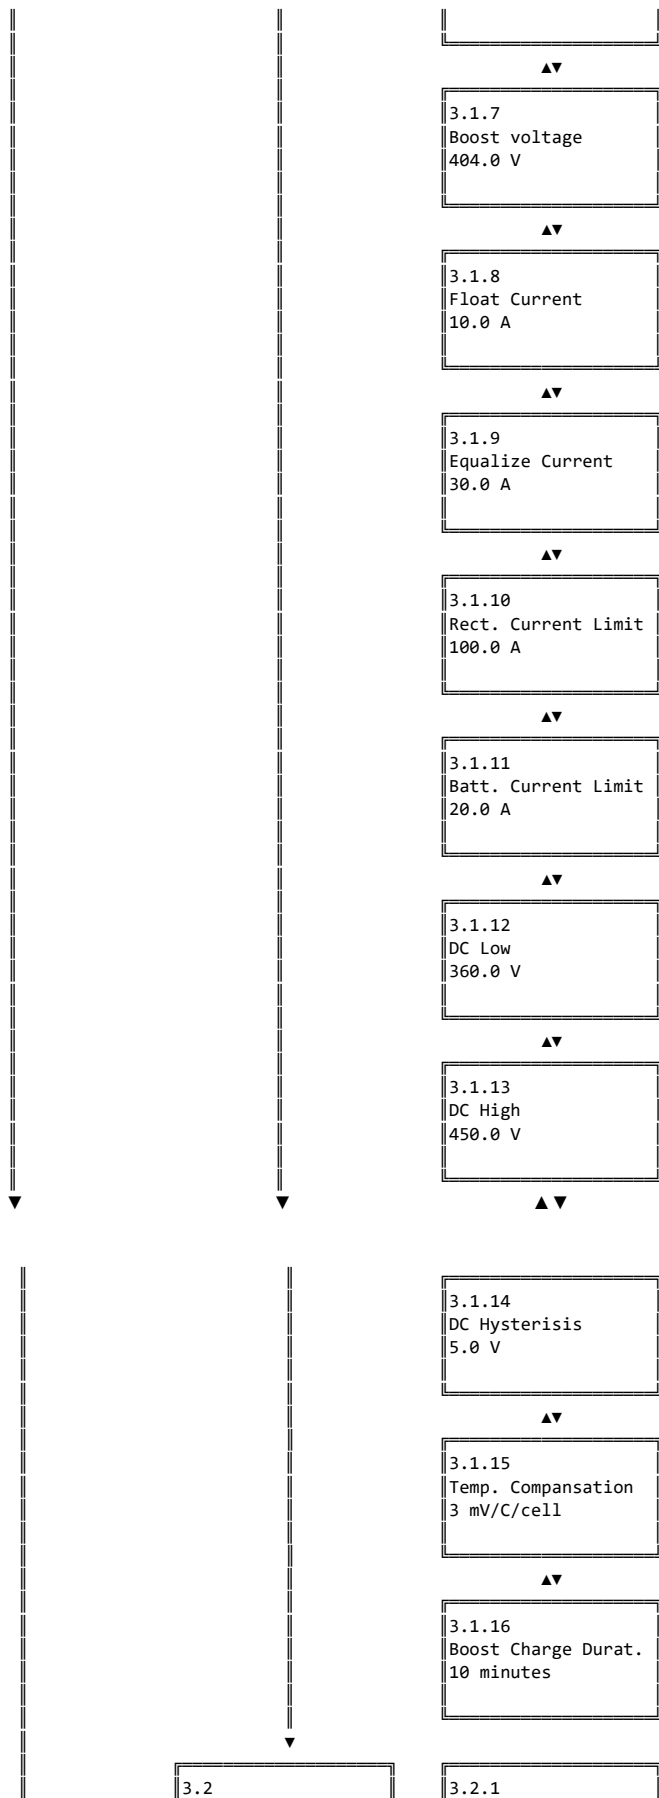 3.1.7
Boost voltage
404.0 V
3.1.8
Float Current
10.0 A
3.1.9
Equalize Current
30.0 A
3.1.10
Rect. Current Limit
100.0 A
3.1.11
Batt. Current Limit
20.0 A
3.1.12
DC Low
360.0 V
3.1.13
DC High
450.0 V
3.1.14
DC Hysterisis
5.0 V
3.1.15
Temp. Compansation
3 mV/C/cell
3.1.16
Boost Charge Durat.
10 minutes
3.2
3.2.1